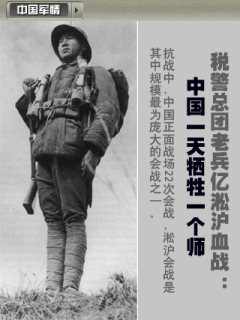 中国军情
税警总团老兵忆淞沪血战：
中国一天牺牲一个师
抗战中，中国正面战场22次会战，淞沪会战是
其中规模最为庞大的会战之一．